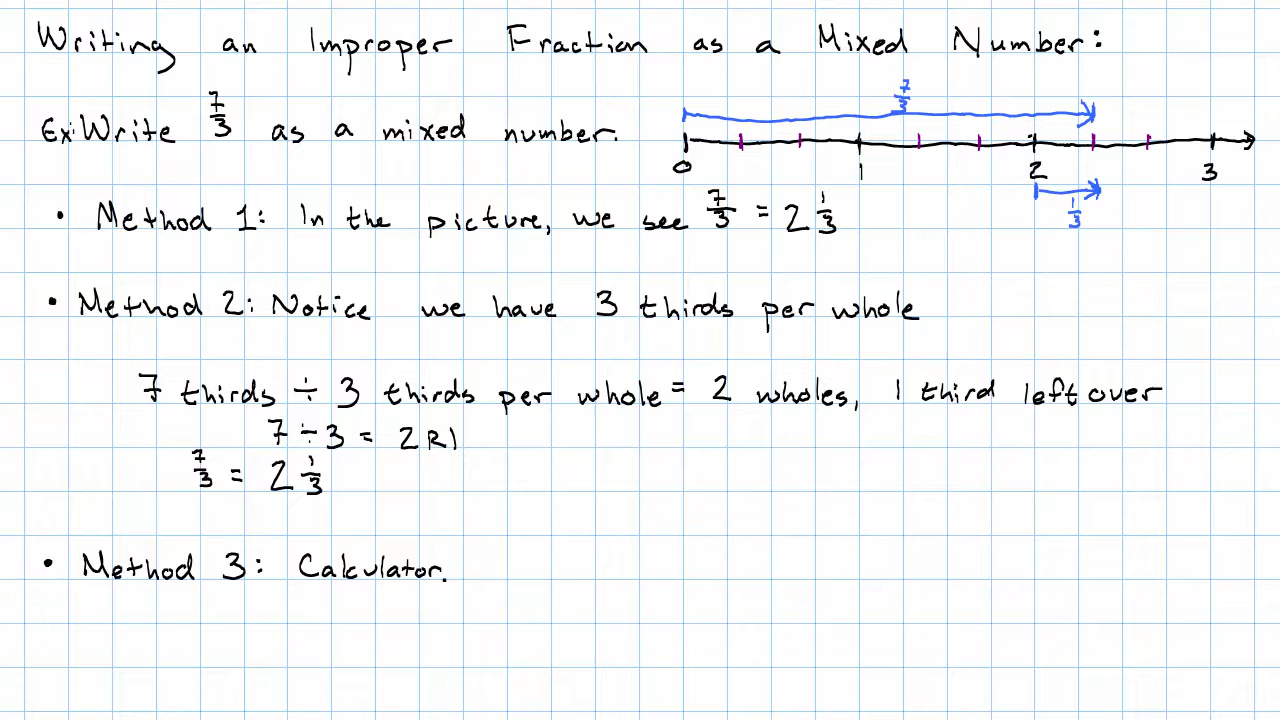 Writing an Improper Fraction as a Mixed Number:
7/3
Ex: Write 7/3 as a mixed number.
0 1 2 3
1/3
• Method 1: In the picture, we see 7/3 = 2 1/3
• Method 2: Notice we have 3 thirds per whole
7 thirds ÷ 3 thirds per whole = 2 wholes, 1 third left over
7 ÷ 3 = 2 R1
7/3 = 2 1/3
• Method 3: Calculator.